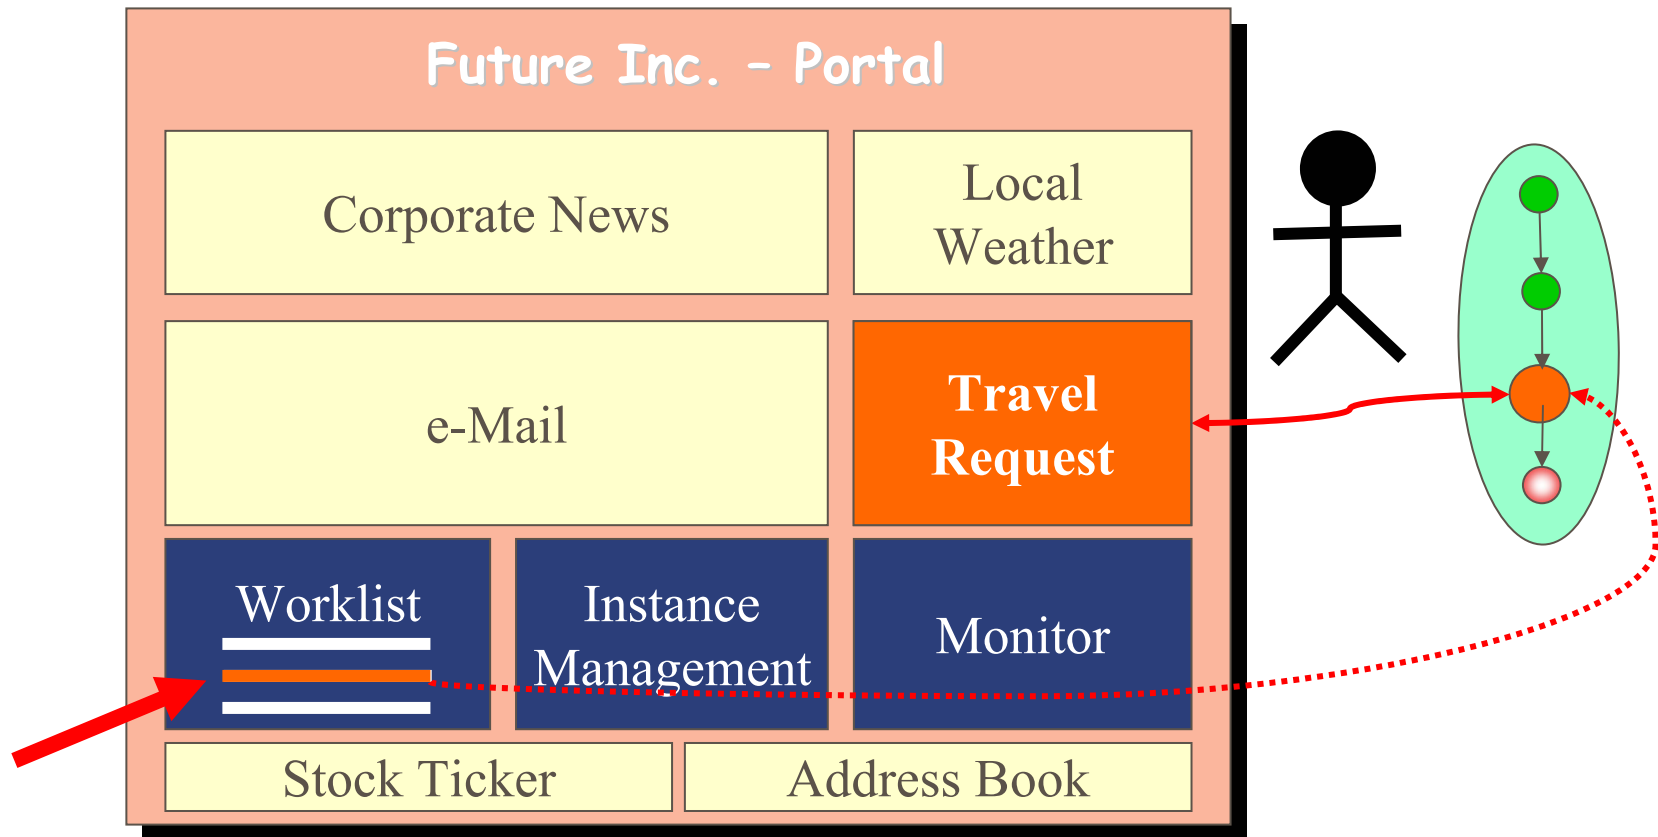 Future Inc. – Portal
Corporate News
Local
Weather
e-Mail
Travel
Request
Worklist
Instance
Management
Monitor
Stock Ticker
Address Book